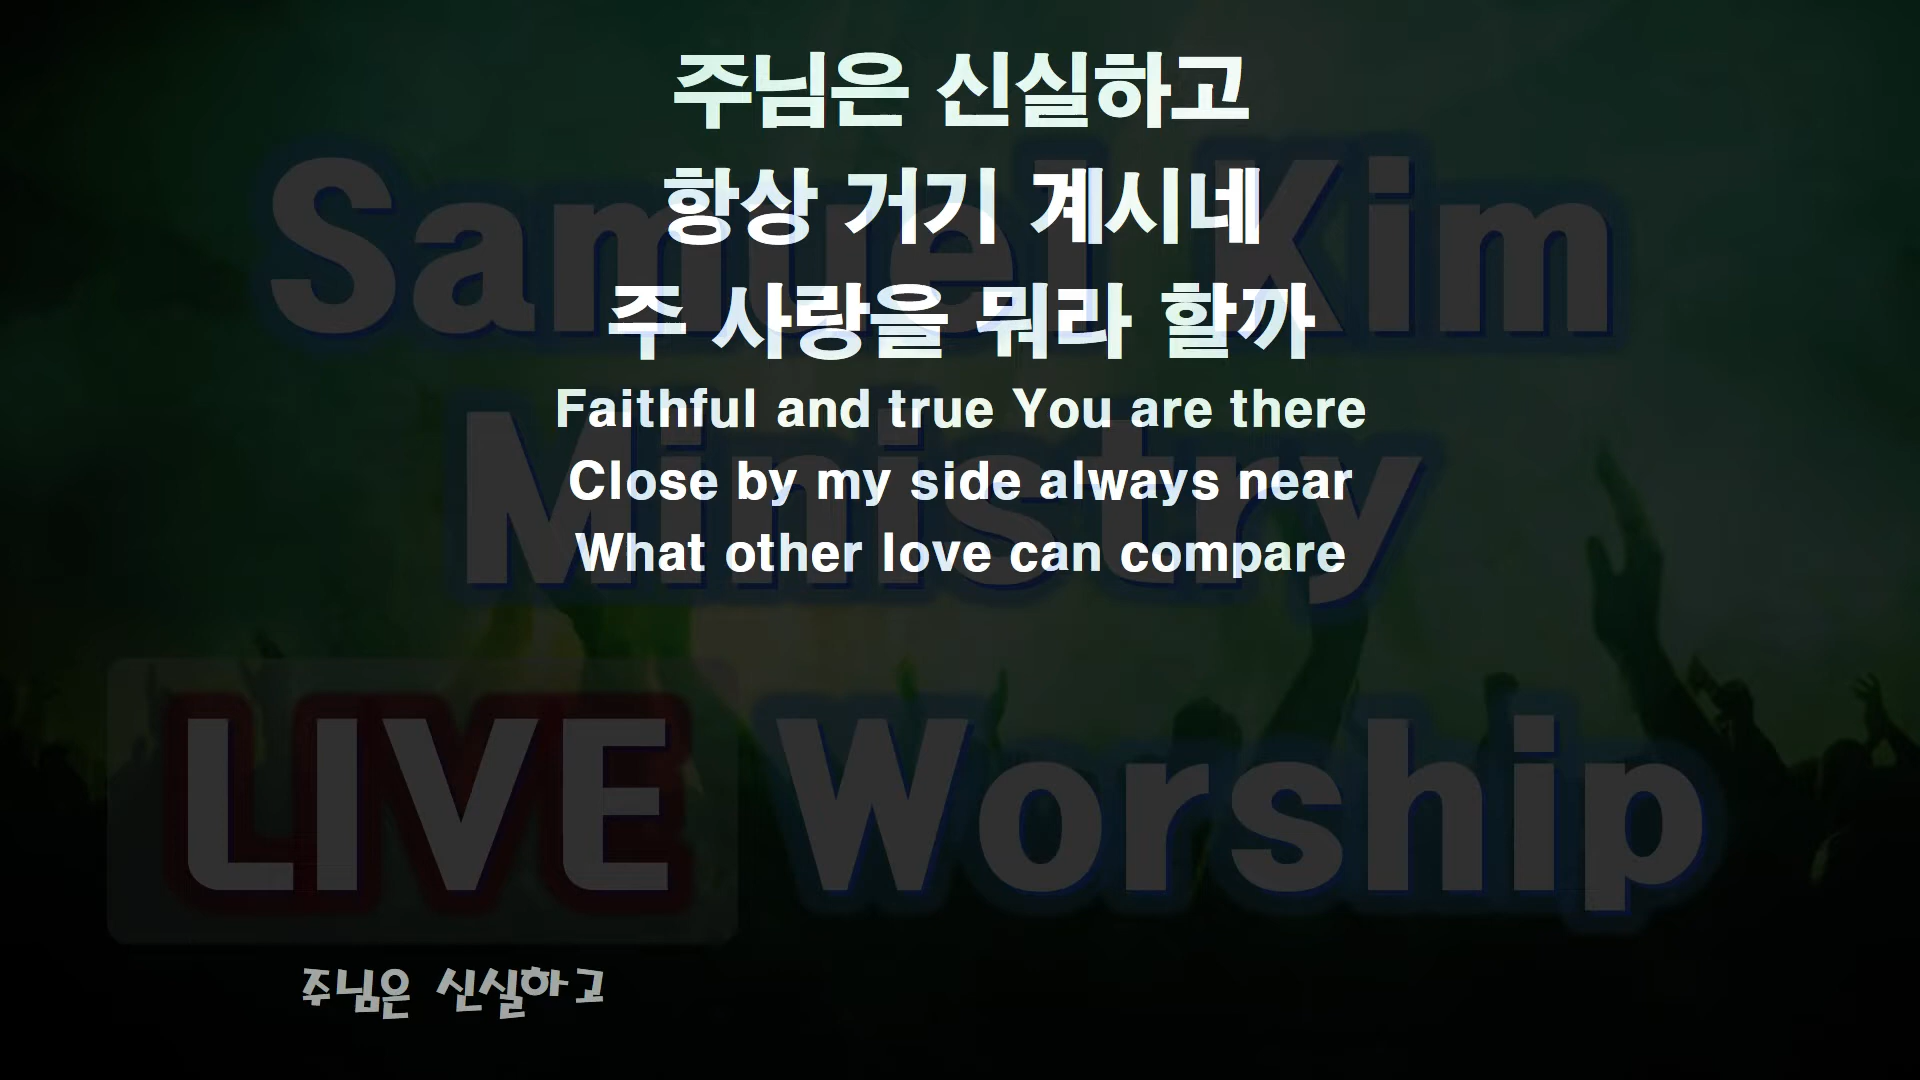 주님은 신실하고
항상 거기 계시네
주 사랑을 뭐라 할까
Faithful and true You are there
Close by my side always near
What other love can compare
Samuel Kim
Ministry
LIVE Worship
주님은 신실하고